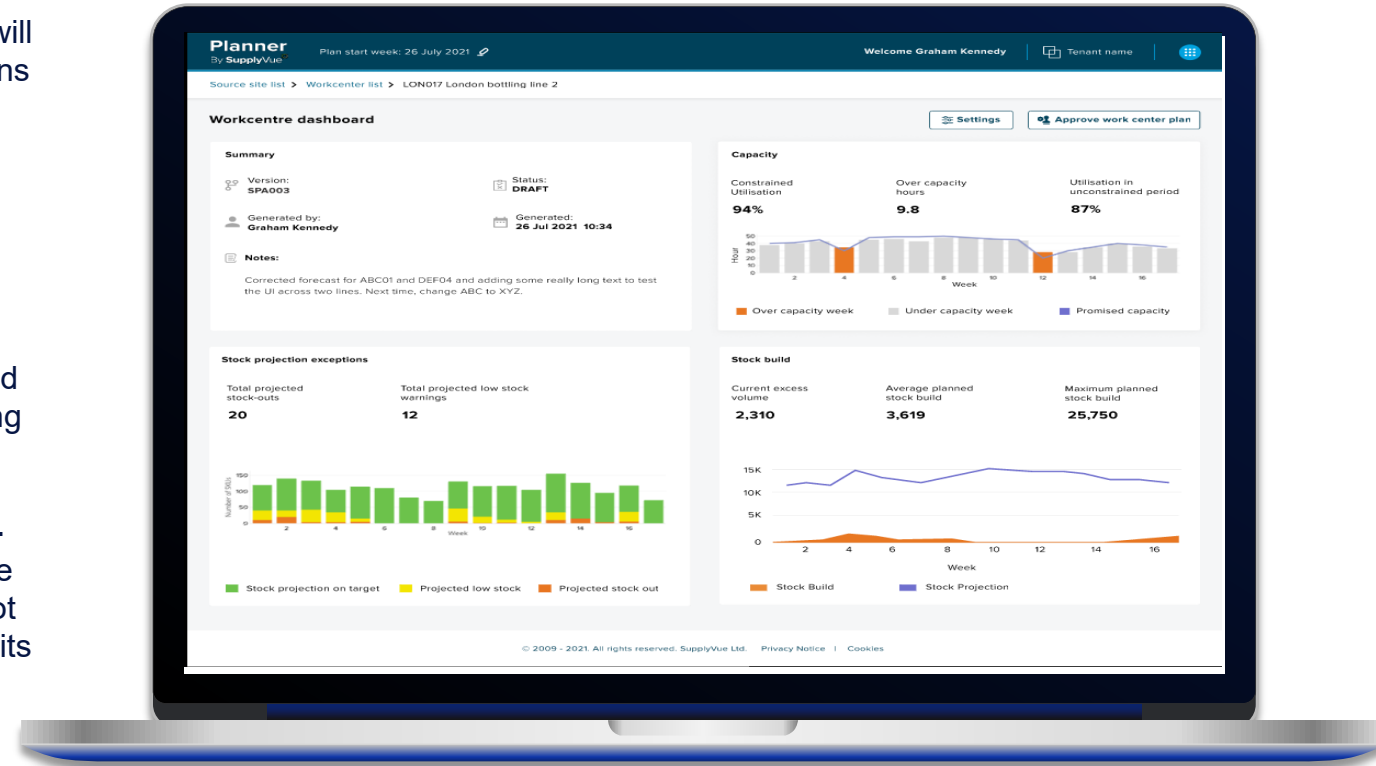 will
ns
d
ng
.
e
ot
its
Planner
By SupplyVue
Plan start week: 26 July 2021
Welcome Graham Kennedy
Tenant name
Source site list > Workcenter list > LON017 London bottling line 2
Workcentre dashboard
Settings
Approve work center plan
Summary
Version:
SPA003
Status:
DRAFT
Generated by:
Graham Kennedy
Generated:
26 Jul 2021 10:34
Notes:
Corrected forecast for ABC01 and DEF04 and adding some really long text to test
the UI across two lines. Next time, change ABC to XYZ.
Capacity
Constrained
Utilisation
94%
Over capacity
hours
9.8
Utilisation in
unconstrained period
87%
Hour
50
40
30
20
10
0
2 4 6 8 10 12 14 16
Week
Over capacity week
Under capacity week
Promised capacity
Stock projection exceptions
Total projected
stock-outs
20
Total projected low stock
warnings
12
Number of SKUs
150
100
50
0
2 4 6 8 10 12 14 16
Week
Stock projection on target
Projected low stock
Projected stock out
Stock build
Current excess
volume
2,310
Average planned
stock build
3,619
Maximum planned
stock build
25,750
15K
10K
5K
0
2 4 6 8 10 12 14 16
Week
Stock Build
Stock Projection
© 2009 - 2021. All rights reserved. SupplyVue Ltd. Privacy Notice | Cookies